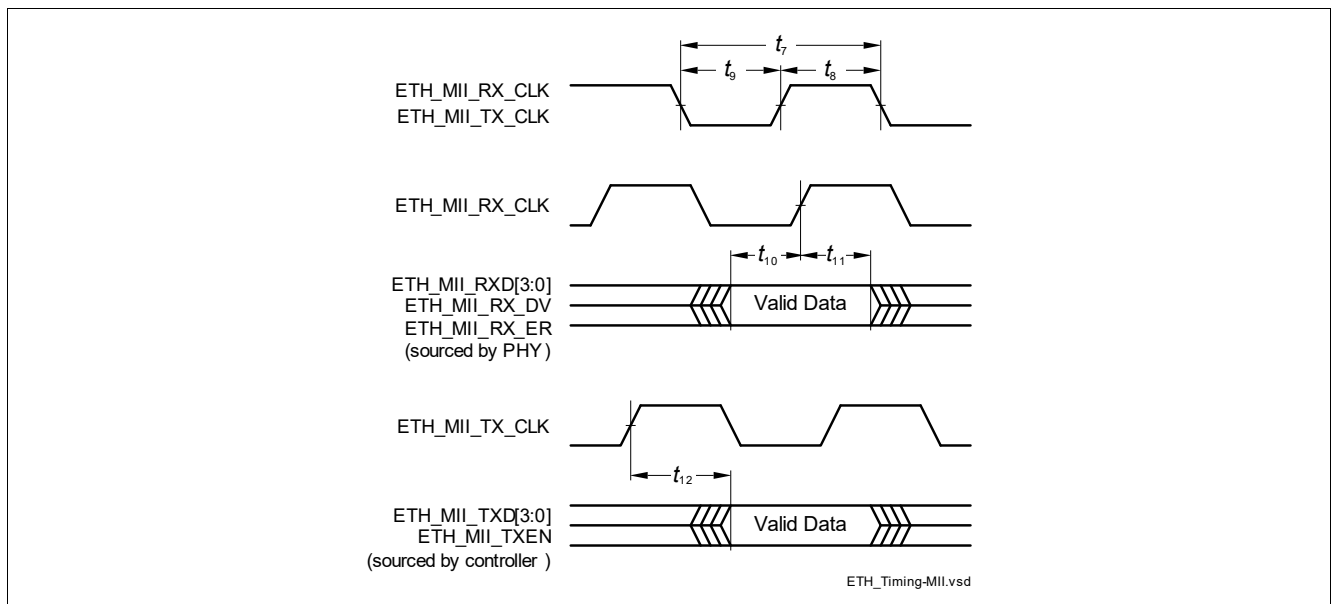 t7
t9 t8
ETH_MII_RX_CLK
ETH_MII_TX_CLK
ETH_MII_RX_CLK
t10 t11
ETH_MII_RXD[3:0]
ETH_MII_RX_DV
ETH_MII_RX_ER
(sourced by PHY )
Valid Data
ETH_MII_TX_CLK
t12
ETH_MII_TXD[3:0]
ETH_MII_TXEN
(sourced by controller )
Valid Data
ETH_Timing-MII.vsd